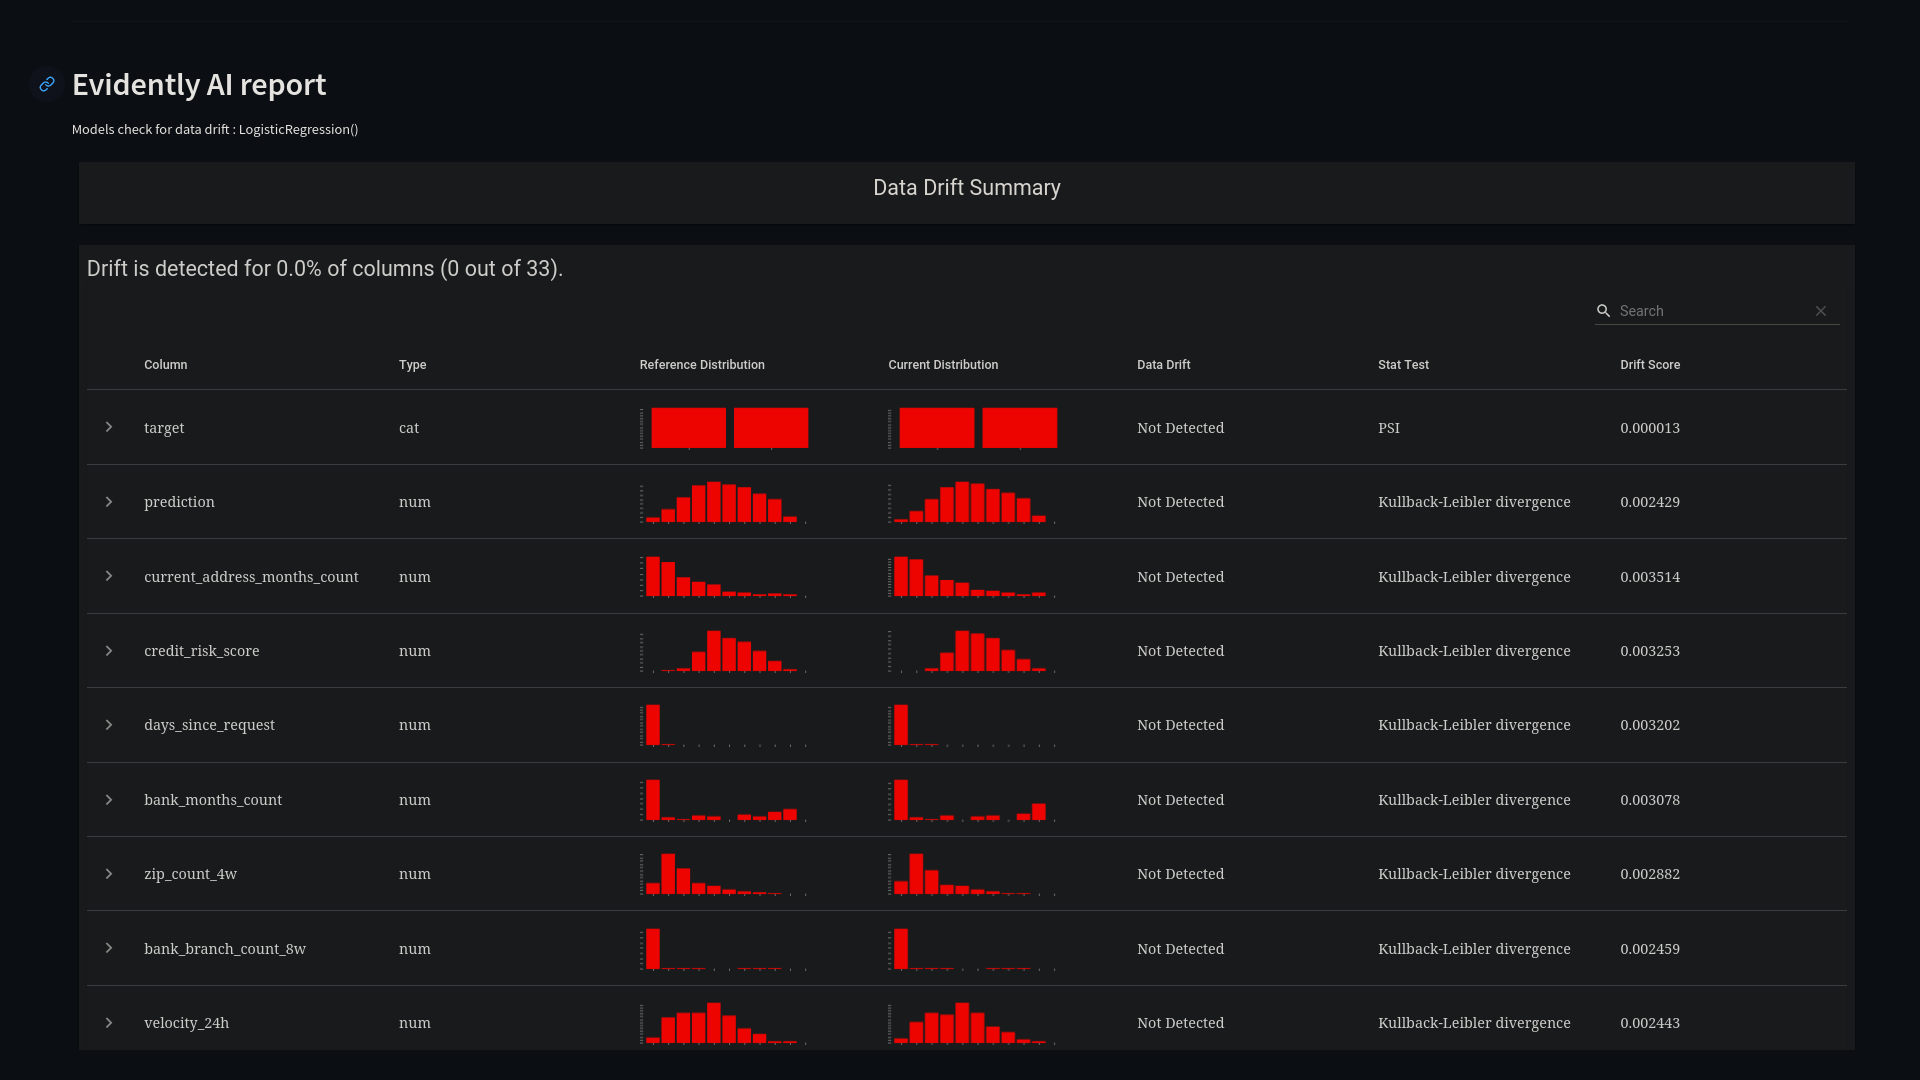 Evidently AI report
Models check for data drift : LogisticRegression()
Data Drift Summary
Drift is detected for 0.0% of columns (0 out of 33).
Search
Column Type Reference Distribution Current Distribution Data Drift Stat Test Drift Score
target cat Not Detected PSI 0.000013
prediction num Not Detected Kullback-Leibler divergence 0.002429
current_address_months_count num Not Detected Kullback-Leibler divergence 0.003514
credit_risk_score num Not Detected Kullback-Leibler divergence 0.003253
days_since_request num Not Detected Kullback-Leibler divergence 0.003202
bank_months_count num Not Detected Kullback-Leibler divergence 0.003078
zip_count_4w num Not Detected Kullback-Leibler divergence 0.002882
bank_branch_count_8w num Not Detected Kullback-Leibler divergence 0.002459
velocity_24h num Not Detected Kullback-Leibler divergence 0.002443